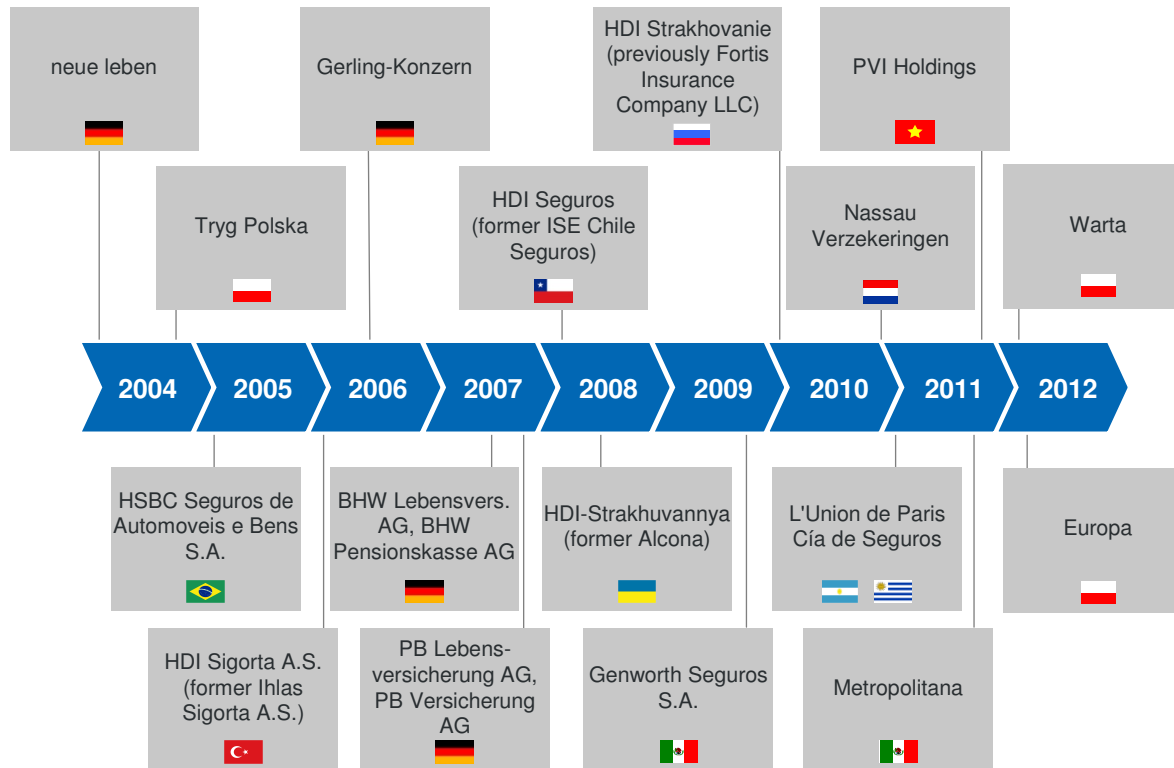 neue leben
Gerling-Konzern
HDI Strakhovanie
(previously Fortis
Insurance
Company LLC)
PVI Holdings
Tryg Polska
HDI Seguros
(former ISE Chile
Seguros)
Nassau
Verzekeringen
Warta
2004
2005
2006
2007
2008
2009
2010
2011
2012
HSBC Seguros de
Automoveis e Bens
S.A.
BHW Lebensvers.
AG, BHW
Pensionskasse AG
HDI-Strakhuvannya
(former Alcona)
L'Union de Paris
Cía de Seguros
Europa
HDI Sigorta A.S.
(former Ihlas
Sigorta A.S.)
PB Lebens-
versicherung AG,
PB Versicherung
AG
Genworth Seguros
S.A.
Metropolitana